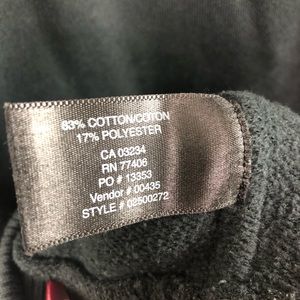 83% COTTON/COTON
17% POLYESTER
CA 03234
RN 77406
PO # 13353
Vendor # 00435
STYLE # 02500272